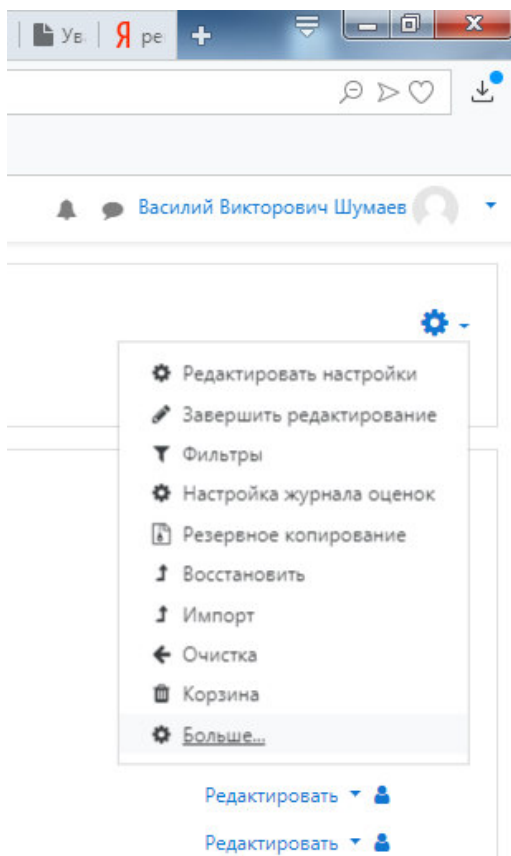 Ув. Я ре
Василий Викторович Шумаев
Редактировать настройки
Завершить редактирование
Фильтры
Настройка журнала оценок
Резервное копирование
Восстановить
Импорт
Очистка
Корзина
Больше...
Редактировать
Редактировать